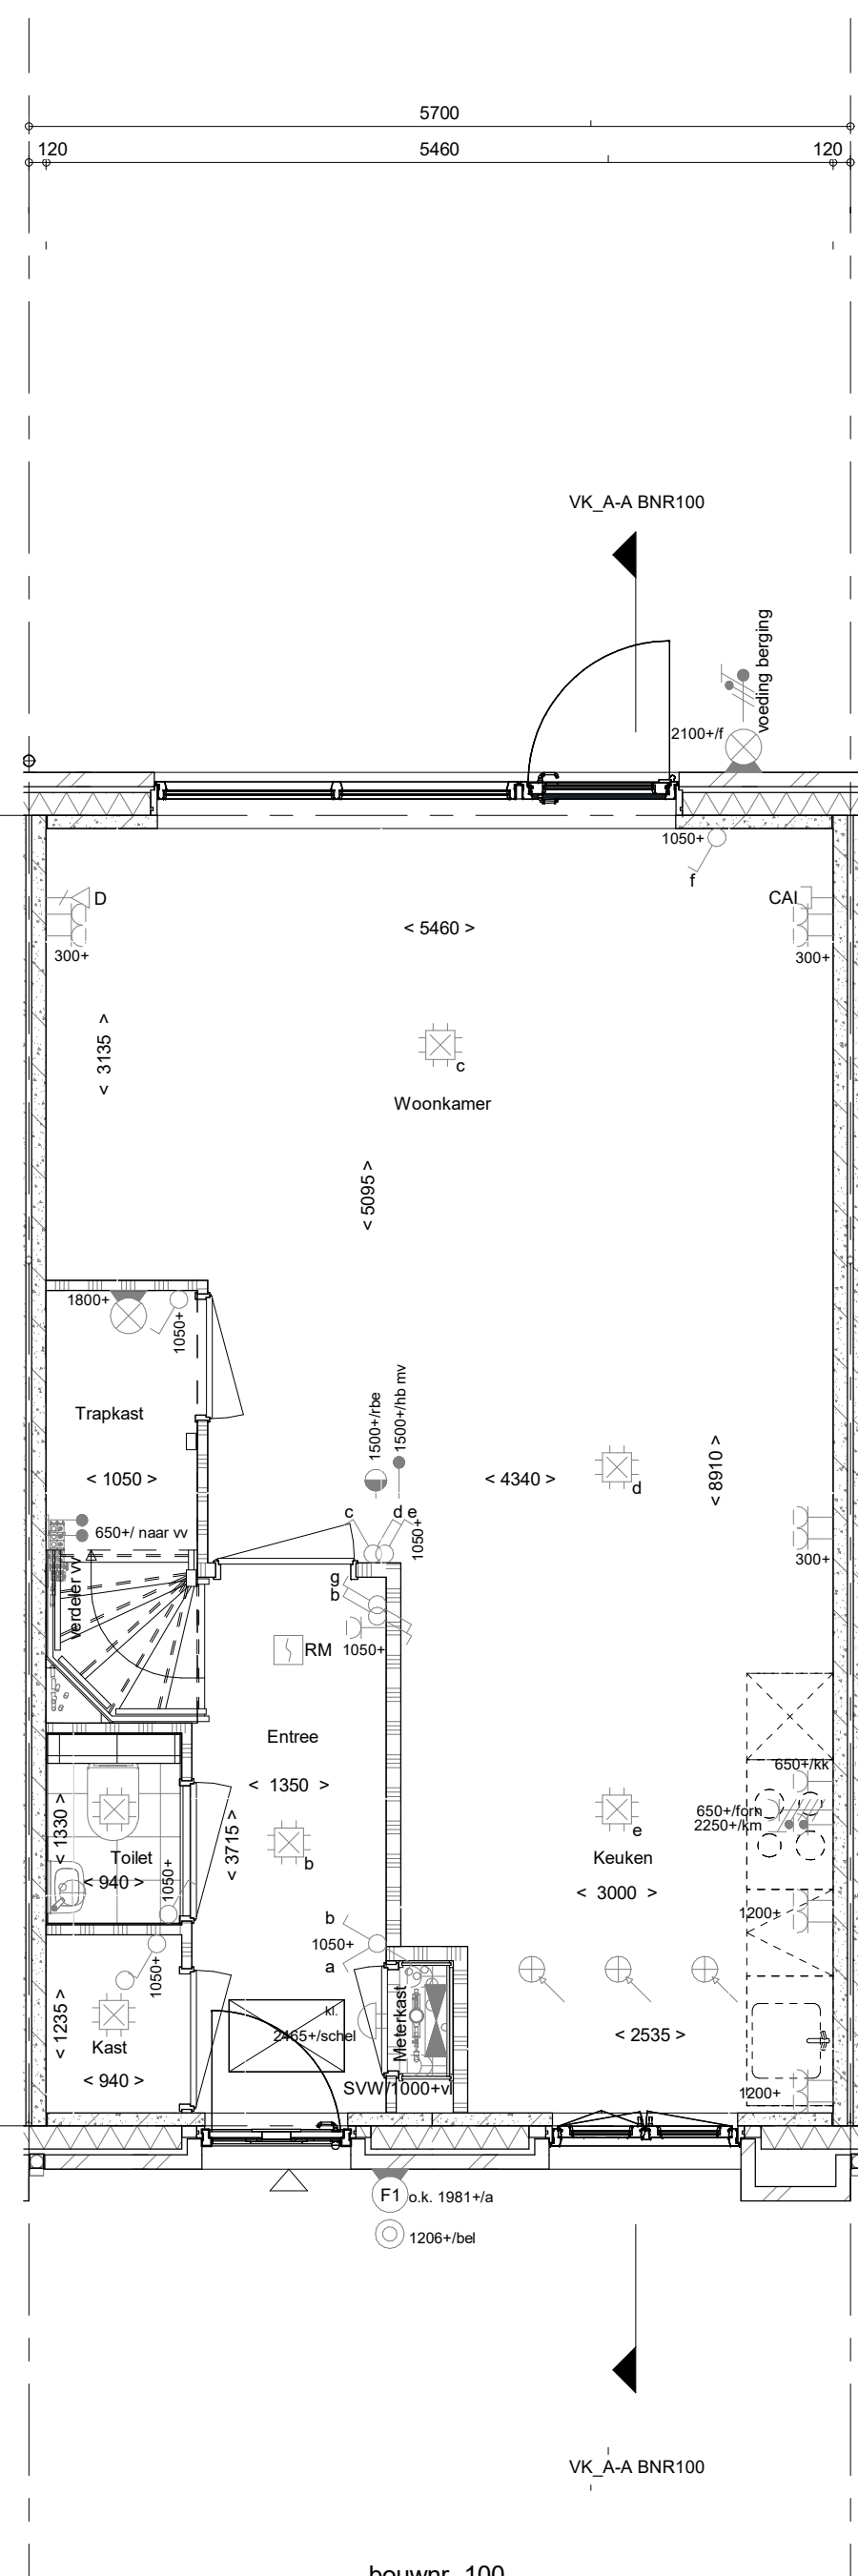 5700
120 5460 120
VK_A-A BNR100
voeding berging
2100+/f
1050+
f
D
CAI
300+
300+
< 5460 >
< 3135 >
c
Woonkamer
< 5095 >
1800+
1050+
Trapkast
< 1050 >
1500+/rbe
1500+/hb mv
< 4340 >
d
< 8910 >
c
d e
1050+
650+/ naar vv
verdeler vv
300+
g
b
1050+
RM
Entree
< 1350 >
650+/kk
650+/forn
2250+/km
< 1330 >
Toilet
< 940 >
1050+
< 3715 >
b
e
Keuken
< 3000 >
1200+
b
1050+
a
1050+
< 1235 >
Kast
< 940 >
kl.
2465+/schel
Meterkast
< 2535 >
SVW/1000+vl
1200+
F1
o.k. 1981+/a
1206+/bel
VK_A-A BNR100
bouwnr. 100